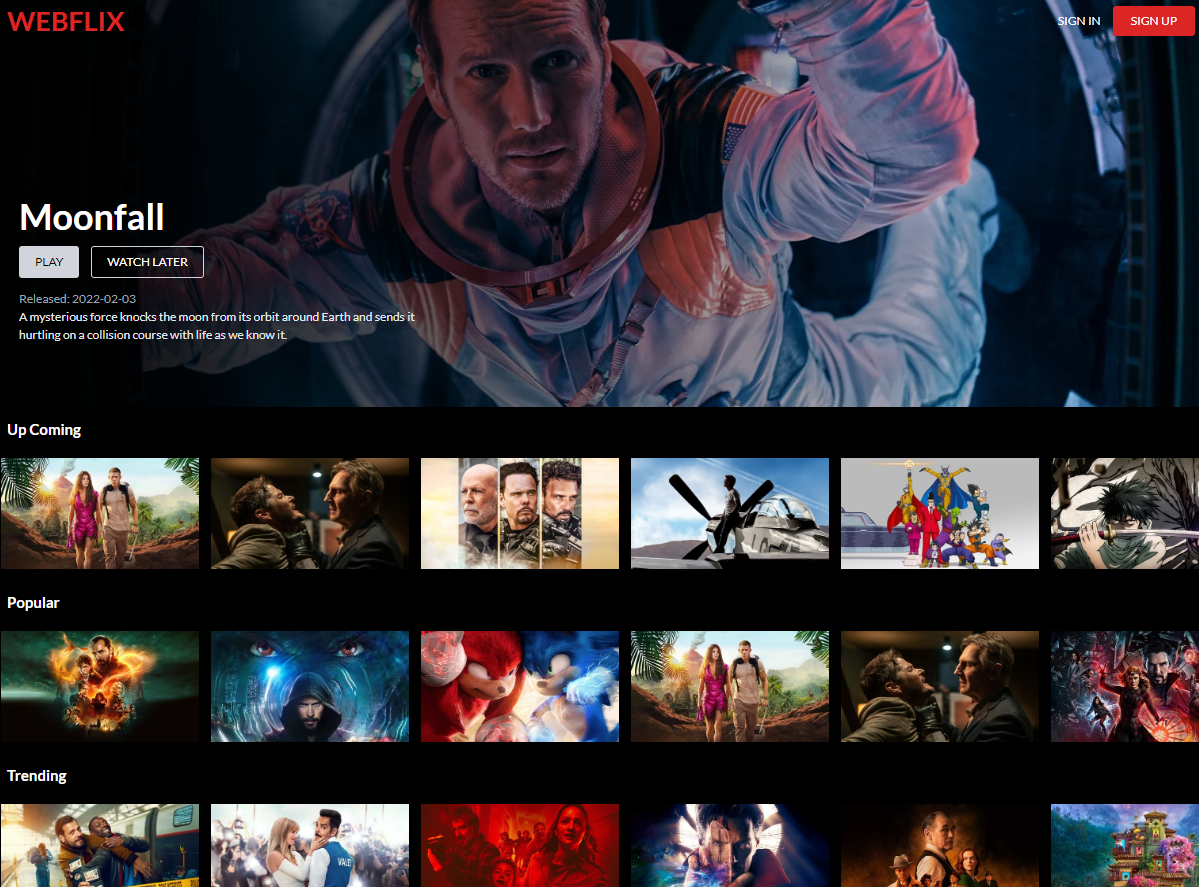 WEBFLIX
SIGN IN
SIGN UP
Moonfall
PLAY
WATCH LATER
Released: 2022-02-03
A mysterious force knocks the moon from its orbit around Earth and sends it
hurtling on a collision course with life as we know it.
Up Coming
Popular
Trending
VALET